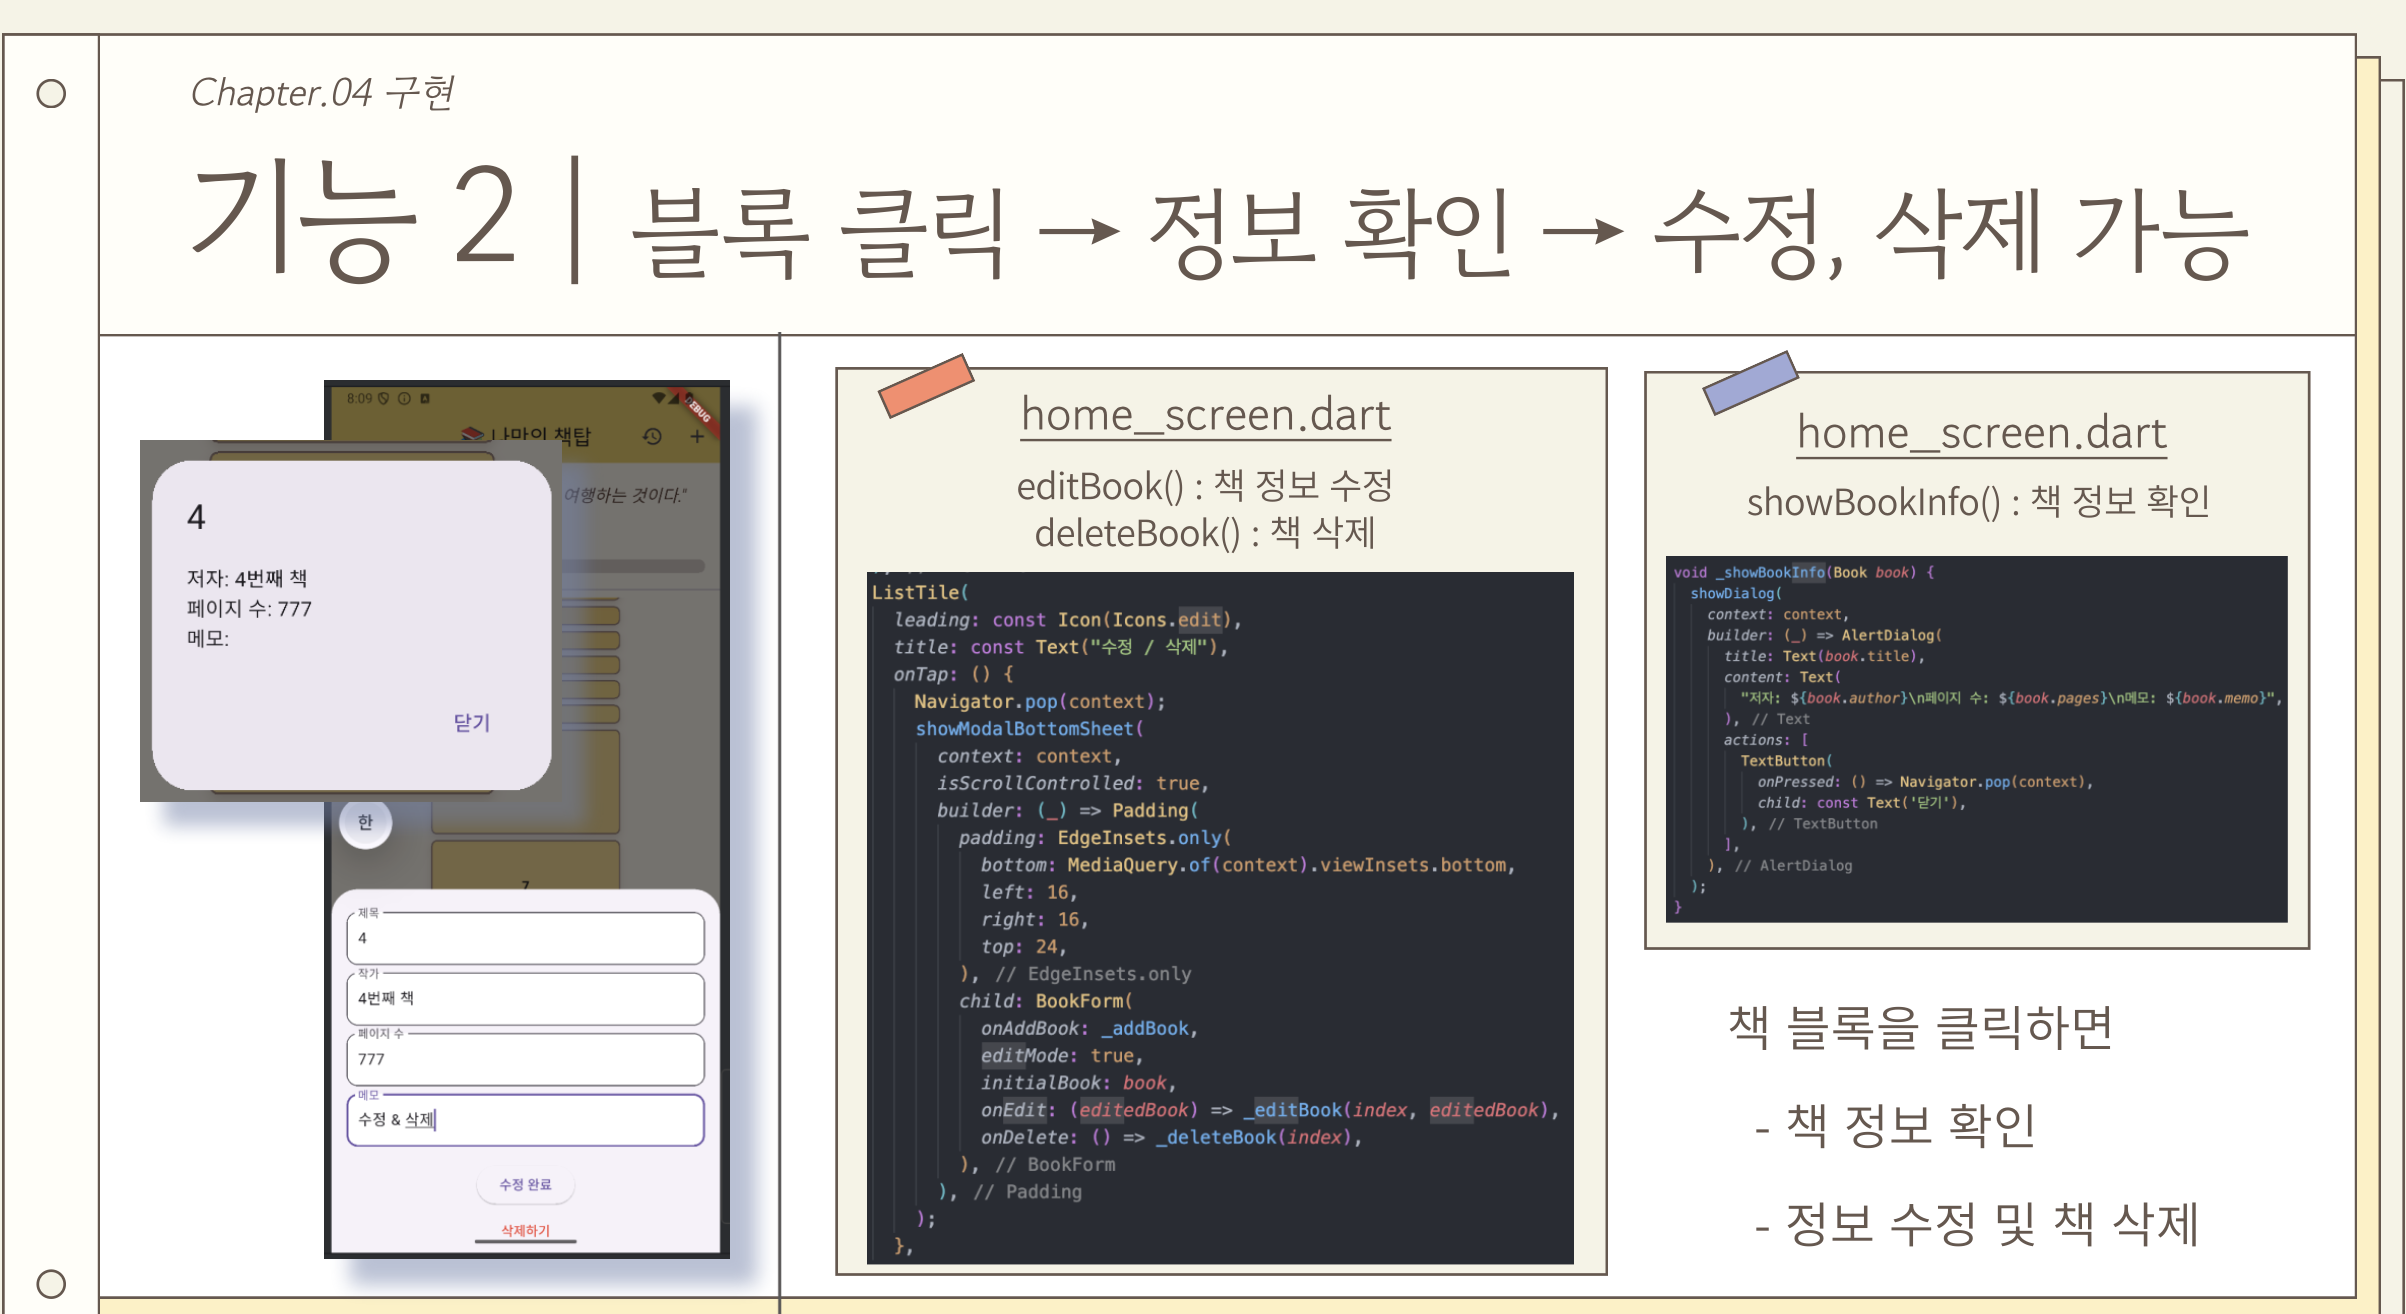 Chapter.04 구현
기능 2 | 블록 클릭 → 정보 확인 → 수정, 삭제 가능
8:09
나만의 책탑
여행하는 것이다."
4
저자: 4번째 책
페이지 수: 777
메모:
닫기
한
7
제목
4
작가
4번째 책
페이지 수
777
메모
수정 & 삭제
수정 완료
삭제하기
home_screen.dart
editBook() : 책 정보 수정
deleteBook() : 책 삭제
ListTile(
leading: const Icon(Icons.edit),
title: const Text("수정 / 삭제"),
onTap: () {
Navigator.pop(context);
showModalBottomSheet(
context: context,
isScrollControlled: true,
builder: (_) => Padding(
padding: EdgeInsets.only(
bottom: MediaQuery.of(context).viewInsets.bottom,
left: 16,
right: 16,
top: 24,
), // EdgeInsets.only
child: BookForm(
onAddBook: _addBook,
editMode: true,
initialBook: book,
onEdit: (editedBook) => _editBook(index, editedBook),
onDelete: () => _deleteBook(index),
), // BookForm
), // Padding
);
},
home_screen.dart
showBookInfo() : 책 정보 확인
void _showBookInfo(Book book) {
showDialog(
context: context,
builder: (_) => AlertDialog(
title: Text(book.title),
content: Text(
"저자: ${book.author}\n페이지 수: ${book.pages}\n메모: ${book.memo}",
), // Text
actions: [
TextButton(
onPressed: () => Navigator.pop(context),
child: const Text('닫기'),
), // TextButton
],
), // AlertDialog
);
}
책 블록을 클릭하면
- 책 정보 확인
- 정보 수정 및 책 삭제